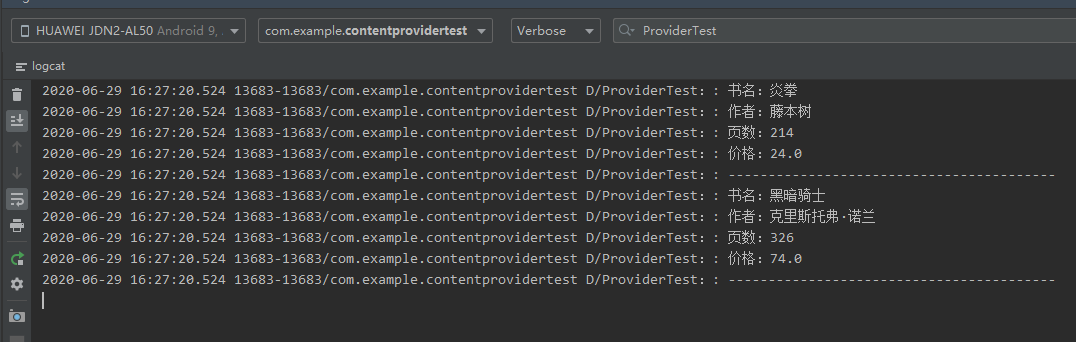 HUAWEI JDN2-AL50 Android 9, .
com.example.contentprovidertest
Verbose
ProviderTest
logcat
2020-06-29 16:27:20.524 13683-13683/com.example.contentprovidertest D/ProviderTest: : 书名：炎拳
2020-06-29 16:27:20.524 13683-13683/com.example.contentprovidertest D/ProviderTest: : 作者：藤本树
2020-06-29 16:27:20.524 13683-13683/com.example.contentprovidertest D/ProviderTest: : 页数：214
2020-06-29 16:27:20.524 13683-13683/com.example.contentprovidertest D/ProviderTest: : 价格：24.0
2020-06-29 16:27:20.524 13683-13683/com.example.contentprovidertest D/ProviderTest: : -----------------------------------------
2020-06-29 16:27:20.524 13683-13683/com.example.contentprovidertest D/ProviderTest: : 书名：黑暗骑士
2020-06-29 16:27:20.524 13683-13683/com.example.contentprovidertest D/ProviderTest: : 作者：克里斯托弗·诺兰
2020-06-29 16:27:20.524 13683-13683/com.example.contentprovidertest D/ProviderTest: : 页数：326
2020-06-29 16:27:20.524 13683-13683/com.example.contentprovidertest D/ProviderTest: : 价格：74.0
2020-06-29 16:27:20.524 13683-13683/com.example.contentprovidertest D/ProviderTest: : -----------------------------------------